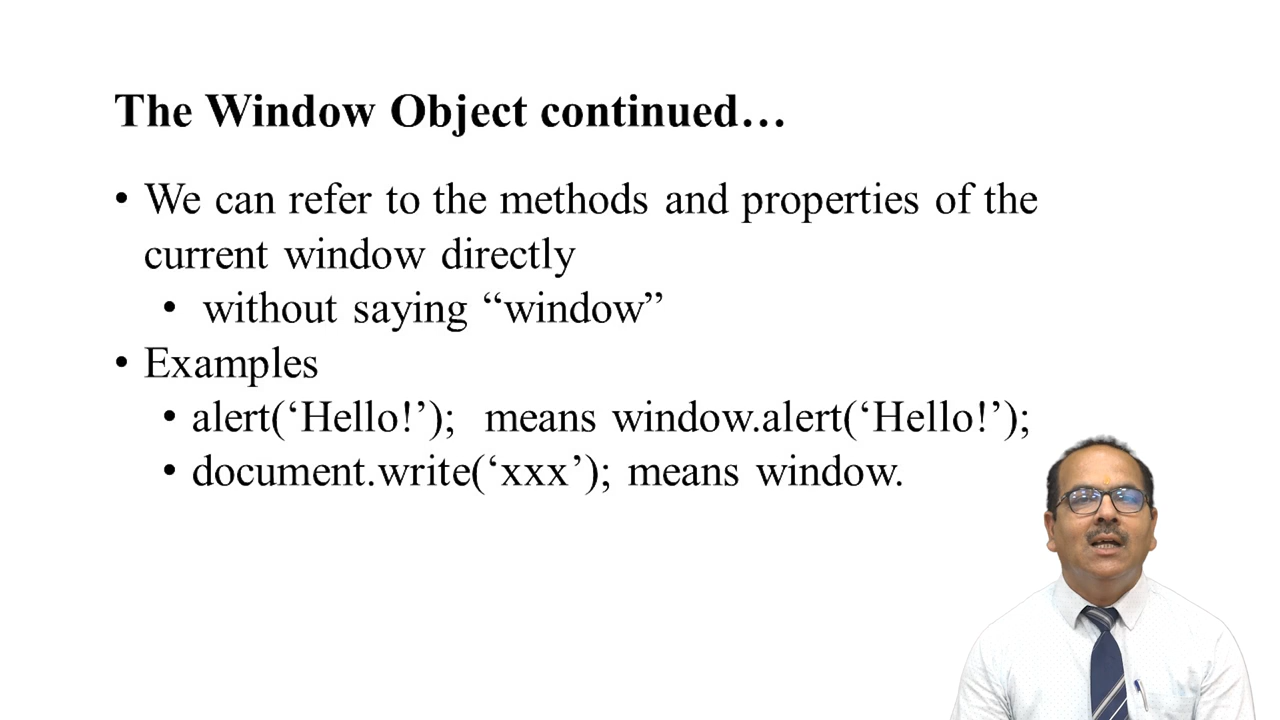 The Window Object continued…
• We can refer to the methods and properties of the
current window directly
• without saying “window”
• Examples
• alert(‘Hello!’); means window.alert(‘Hello!’);
• document.write(‘xxx’); means window.